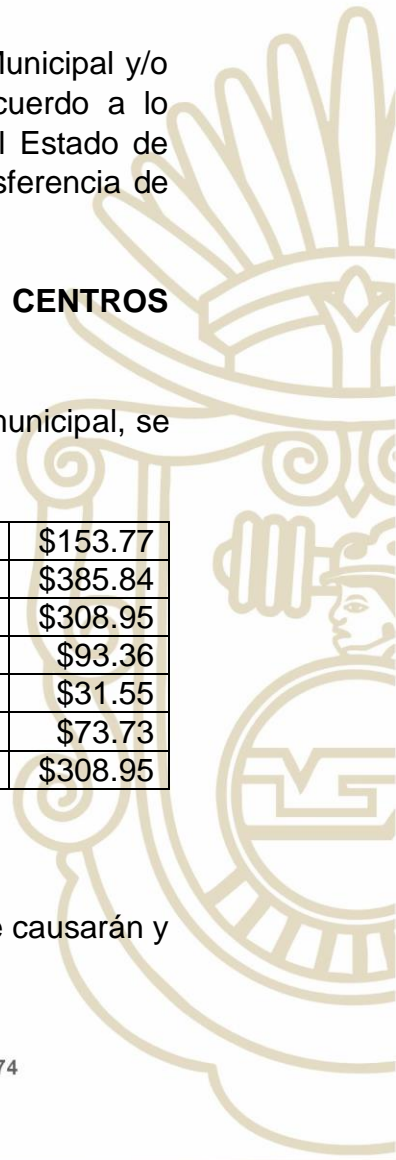 Municipal y/o
cuerdo a lo
l Estado de
sferencia de
CENTROS
municipal, se
$153.77
$385.84
$308.95
$93.36
$31.55
$73.73
$308.95
e causarán y
74